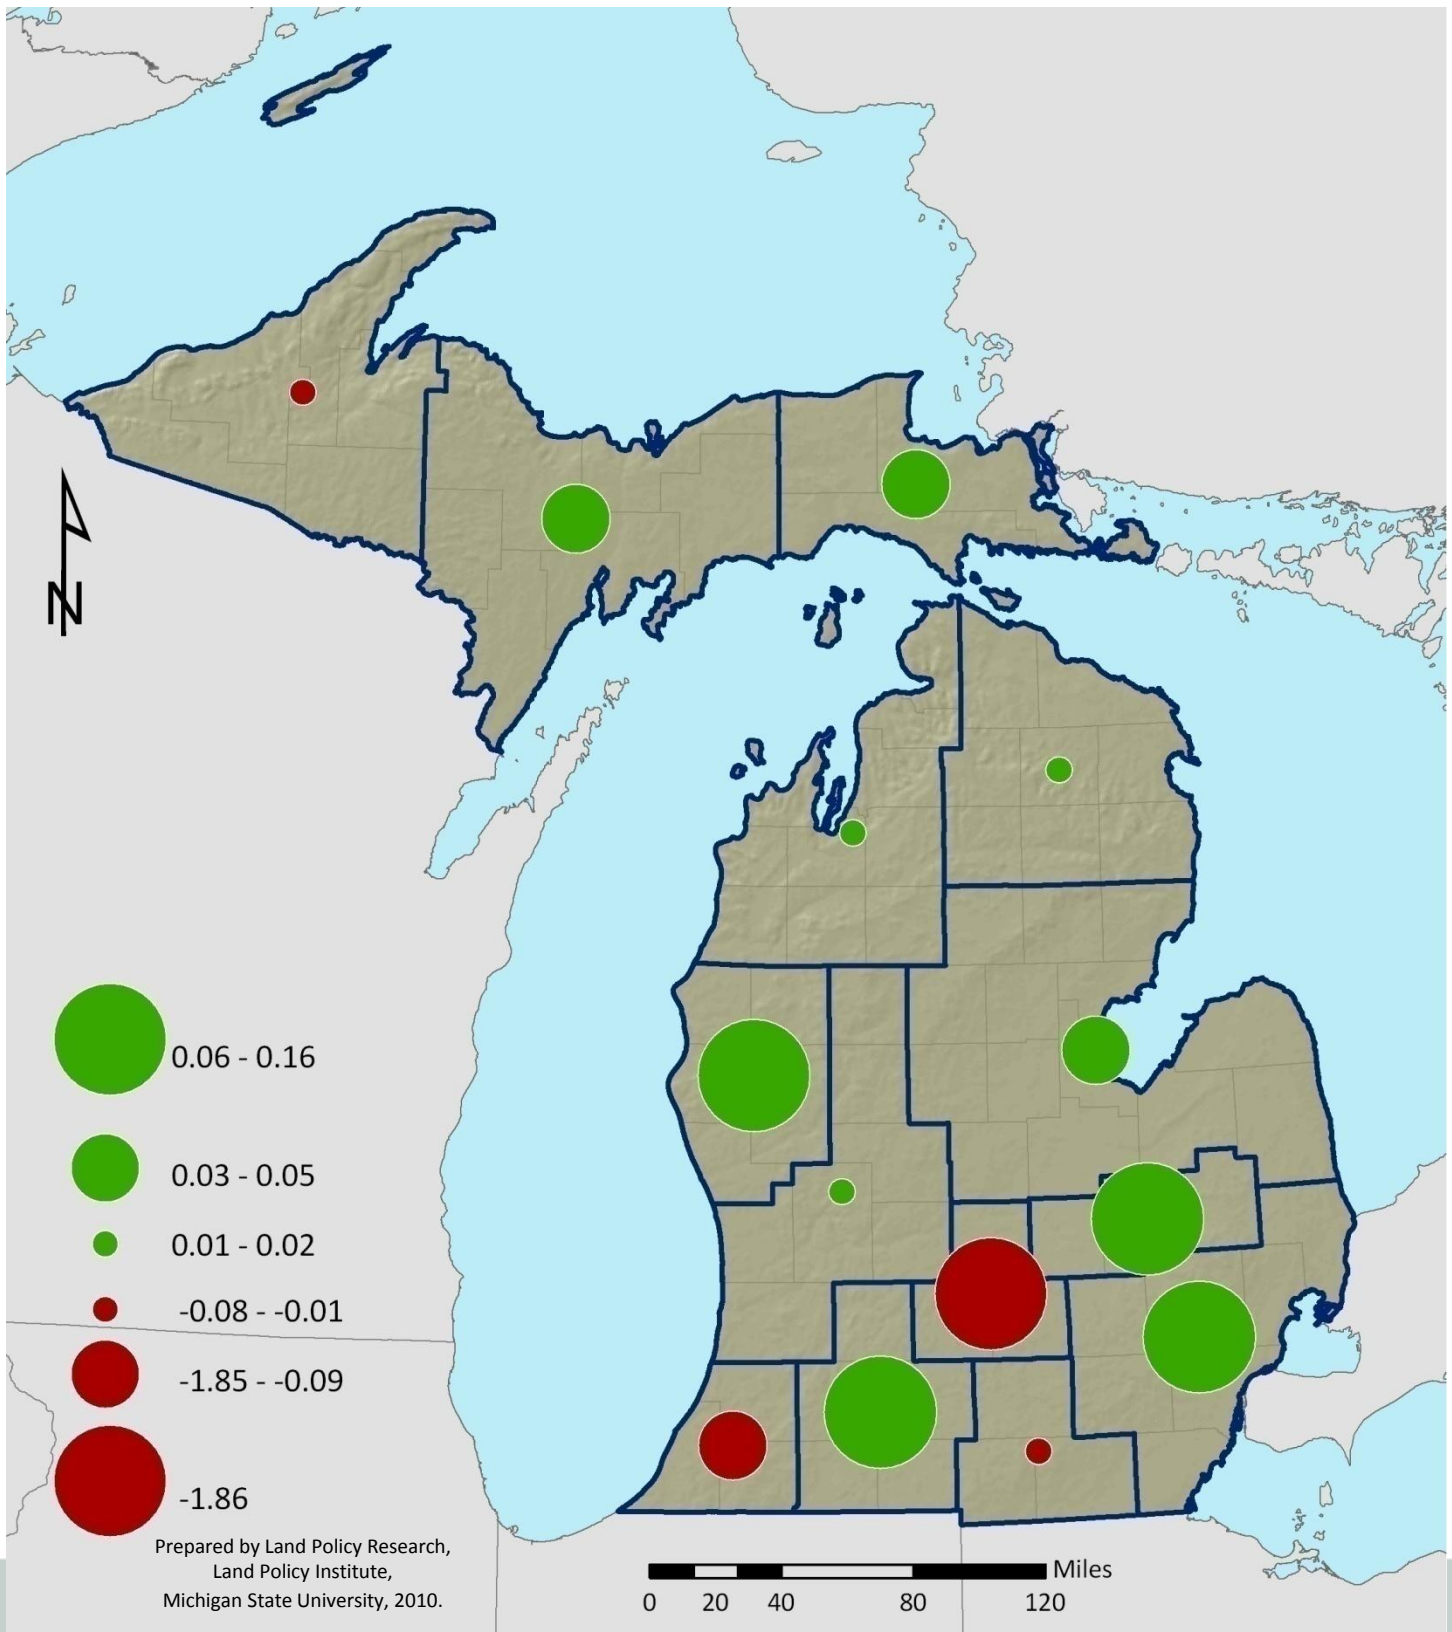 N
0.06 - 0.16
0.03 - 0.05
0.01 - 0.02
-0.08 - -0.01
-1.85 - -0.09
-1.86
Prepared by Land Policy Research,
Land Policy Institute,
Michigan State University, 2010.
Miles
0 20 40 80 120